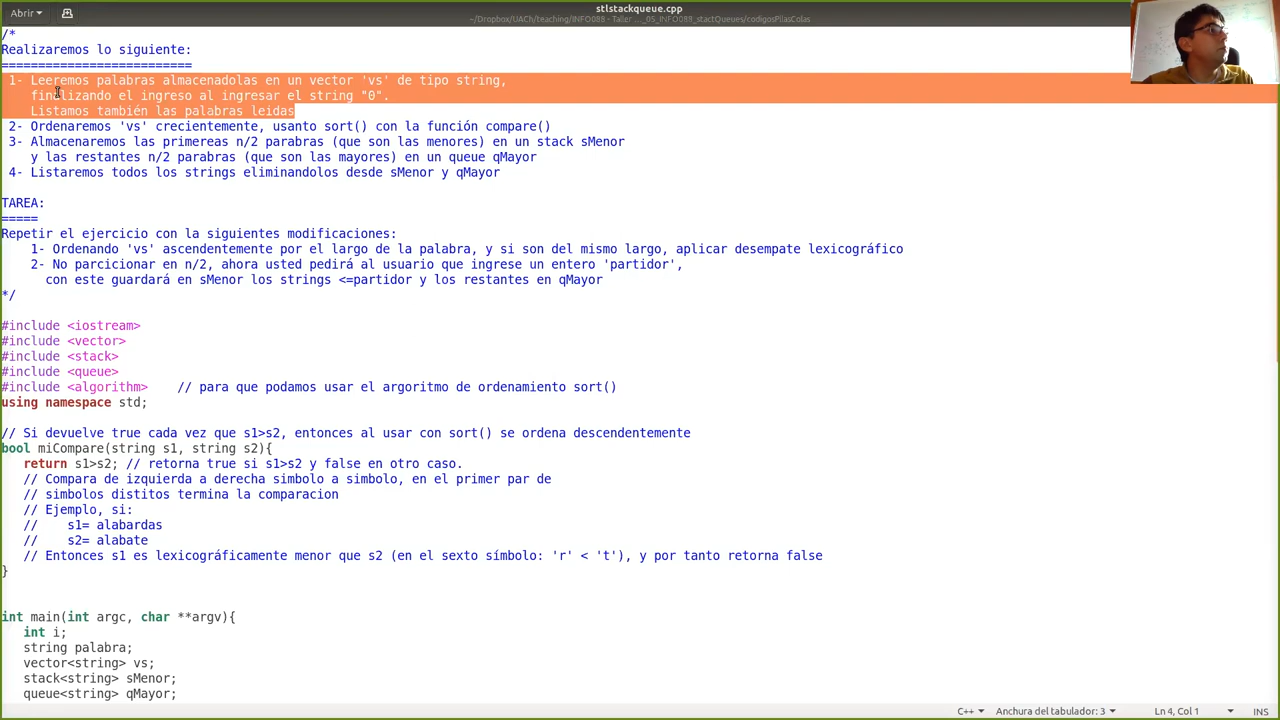 Abrir
stlstackqueue.cpp
~/Dropbox/UACh/teaching/INFO088 - Taller ..._05_INFO088_stactQueues/codigosPilasColas
/*
Realizaremos lo siguiente:
==========================
1- Leeremos palabras almacenadolas en un vector 'vs' de tipo string,
finalizando el ingreso al ingresar el string "0".
Listamos también las palabras leidas
2- Ordenaremos 'vs' crecientemente, usanto sort() con la función compare()
3- Almacenaremos las primereas n/2 parabras (que son las menores) en un stack sMenor
y las restantes n/2 parabras (que son las mayores) en un queue qMayor
4- Listaremos todos los strings eliminandolos desde sMenor y qMayor
TAREA:
=====
Repetir el ejercicio con la siguientes modificaciones:
1- Ordenando 'vs' ascendentemente por el largo de la palabra, y si son del mismo largo, aplicar desempate lexicográfico
2- No parcicionar en n/2, ahora usted pedirá al usuario que ingrese un entero 'partidor',
con este guardará en sMenor los strings <=partidor y los restantes en qMayor
*/
#include <iostream>
#include <vector>
#include <stack>
#include <queue>
#include <algorithm>    // para que podamos usar el argoritmo de ordenamiento sort()
using namespace std;
// Si devuelve true cada vez que s1>s2, entonces al usar con sort() se ordena descendentemente
bool miCompare(string s1, string s2){
return s1>s2; // retorna true si s1>s2 y false en otro caso.
// Compara de izquierda a derecha simbolo a simbolo, en el primer par de
// simbolos distitos termina la comparacion
// Ejemplo, si:
//    s1= alabardas
//    s2= alabate
// Entonces s1 es lexicográficamente menor que s2 (en el sexto símbolo: 'r' < 't'), y por tanto retorna false
}
int main(int argc, char **argv){
int i;
string palabra;
vector<string> vs;
stack<string> sMenor;
queue<string> qMayor;
C++
Anchura del tabulador: 3
Ln 4, Col 1
INS